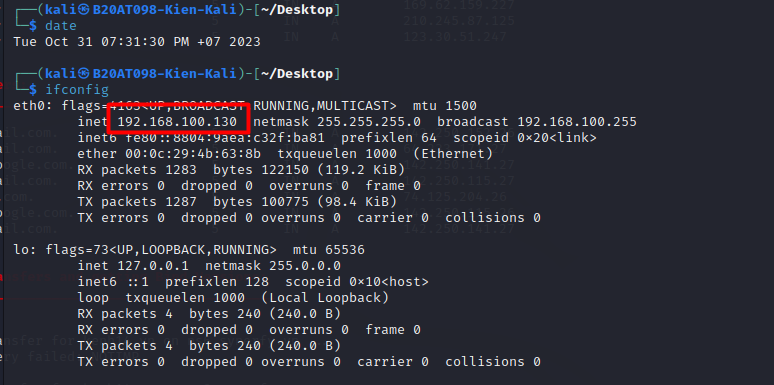 ┌──(kali㉿B20AT098-Kien-Kali)-[~/Desktop]
└─$ date
Tue Oct 31 07:31:30 PM +07 2023
┌──(kali㉿B20AT098-Kien-Kali)-[~/Desktop]
└─$ ifconfig
eth0: flags=4163<UP,BROADCAST,RUNNING,MULTICAST>  mtu 1500
inet 192.168.100.130  netmask 255.255.255.0  broadcast 192.168.100.255
inet6 fe80::8804:9aea:c32f:ba81  prefixlen 64  scopeid 0×20<link>
ether 00:0c:29:4b:63:8b  txqueuelen 1000  (Ethernet)
RX packets 1283  bytes 122150 (119.2 KiB)
RX errors 0  dropped 0  overruns 0  frame 0
TX packets 1287  bytes 100775 (98.4 KiB)
TX errors 0  dropped 0 overruns 0  carrier 0  collisions 0
lo: flags=73<UP,LOOPBACK,RUNNING>  mtu 65536
inet 127.0.0.1  netmask 255.0.0.0
inet6 ::1  prefixlen 128  scopeid 0×10<host>
loop  txqueuelen 1000  (Local Loopback)
RX packets 4  bytes 240 (240.0 B)
RX errors 0  dropped 0  overruns 0  frame 0
TX packets 4  bytes 240 (240.0 B)
TX errors 0  dropped 0 overruns 0  carrier 0  collisions 0